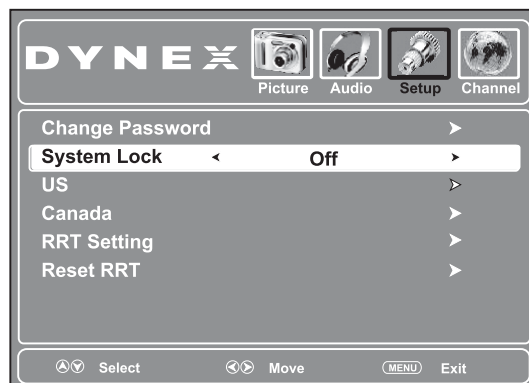 DYNEX
Picture Audio Setup Channel
Change Password
System Lock Off
US
Canada
RRT Setting
Reset RRT
Select Move MENU Exit